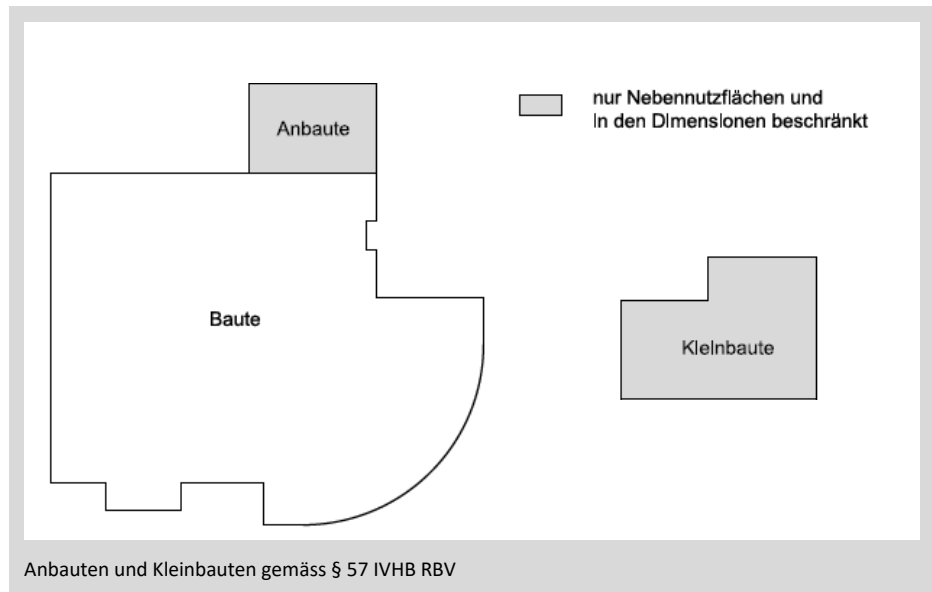 Anbaute
nur Nebennutzflächen und
in den Dimensionen beschränkt
Baute
Kleinbaute
Anbauten und Kleinbauten gemäss § 57 IVHB RBV